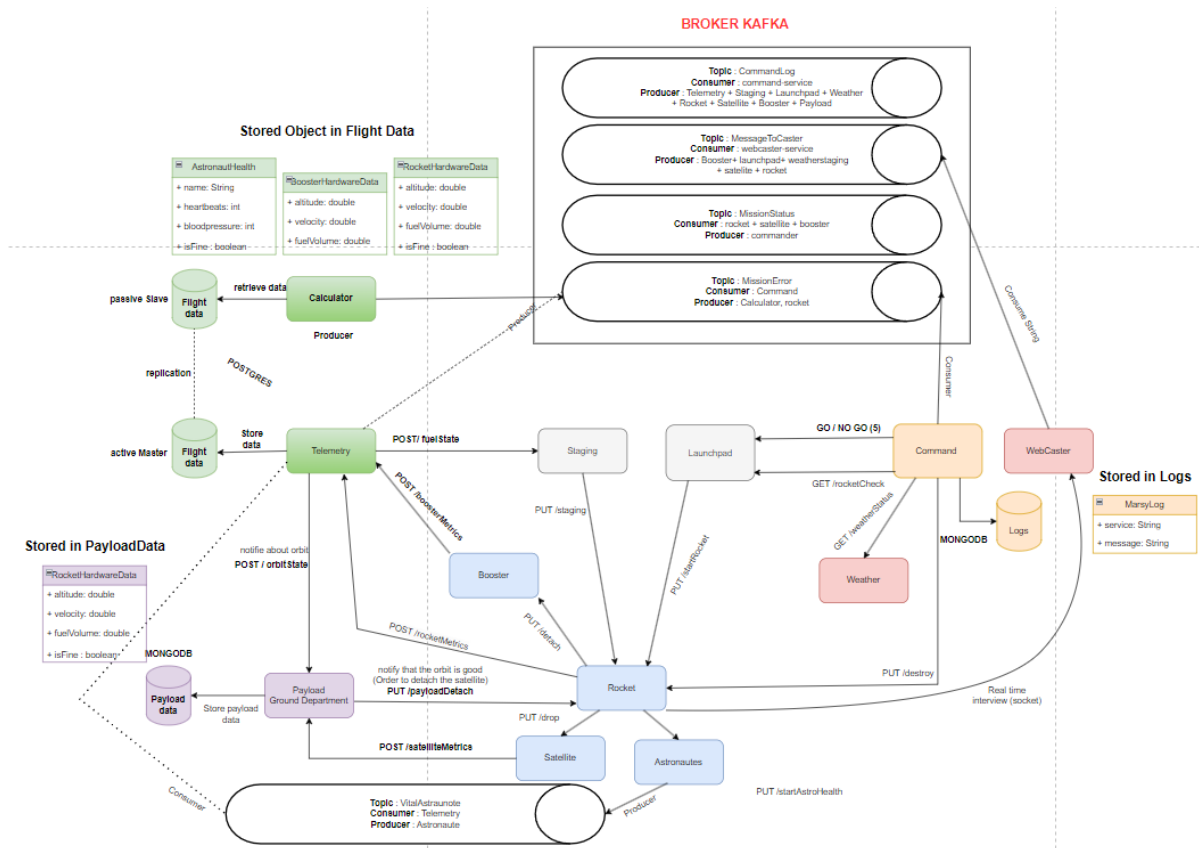 BROKER KAFKA
Topic : CommandLog
Consumer : command-service
Producer : Telemetry + Staging + Launchpad + Weather
+ Rocket + Satellite + Booster + Payload
Topic : MessageToCaster
Consumer : webcaster-service
Producer : Booster+ launchpad+ weatherstaging
+ satelite + rocket
Topic : MissionStatus
Consumer : rocket + satellite + booster
Producer : commander
Topic : MissionError
Consumer : Command
Producer : Calculator, rocket
Stored Object in Flight Data
AstronautHealth
+ name: String
+ heartbeats: int
+ bloodpressure: int
+ isFine : boolean
BoosterHardwareData
+ altitude: double
+ velocity: double
+ fuelVolume: double
RocketHardwareData
+ altitude: double
+ velocity: double
+ fuelVolume: double
+ isFine : boolean
passive Slave
Flight
data
retrieve data
Calculator
Producer
Producer
Consume String
replication
POSTGRES
Consumer
active Master
Flight
data
Store
data
Telemetry
POST/ fuelState
Staging
Launchpad
GO / NO GO (5)
Command
WebCaster
GET /rocketCheck
Stored in Logs
MarsyLog
+ service: String
+ message: String
MONGODB
Logs
GET /weatherStatus
Weather
POST /boosterMetrics
PUT /staging
PUT /startRocket
notifie about orbit
POST / orbitState
Booster
Stored in PayloadData
RocketHardwareData
+ altitude: double
+ velocity: double
+ fuelVolume: double
+ isFine : boolean
PUT /detach
POST /rocketMetrics
MONGODB
Payload
data
Store payload
data
Payload
Ground Department
notify that the orbit is good
(Order to detach the satellite)
PUT /payloadDetach
Rocket
PUT /destroy
Real time
interview (socket)
PUT /drop
POST /satelliteMetrics
Satellite
Astronautes
PUT /startAstroHealth
Consumer
Producer
Topic : VitalAstraunote
Consumer : Telemetry
Producer : Astronaute